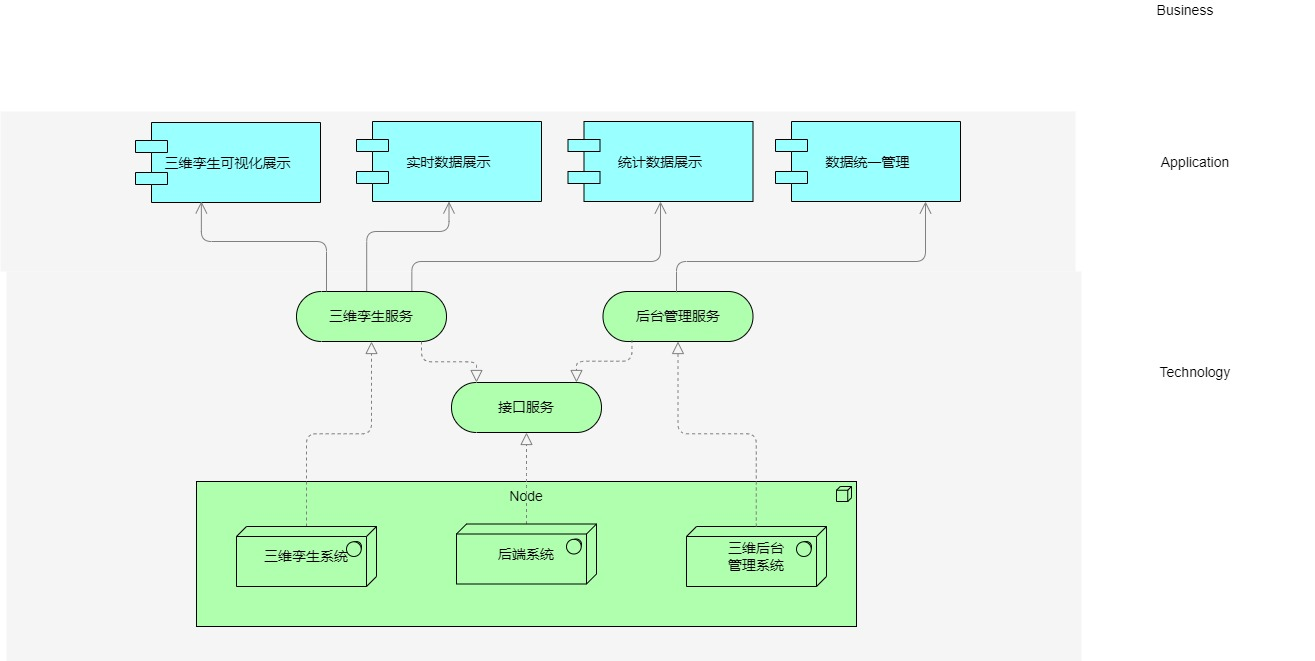 Business
三维孪生可视化展示
实时数据展示
统计数据展示
数据统一管理
Application
三维孪生服务
后台管理服务
Technology
接口服务
Node
三维孪生系统
后端系统
三维后台
管理系统